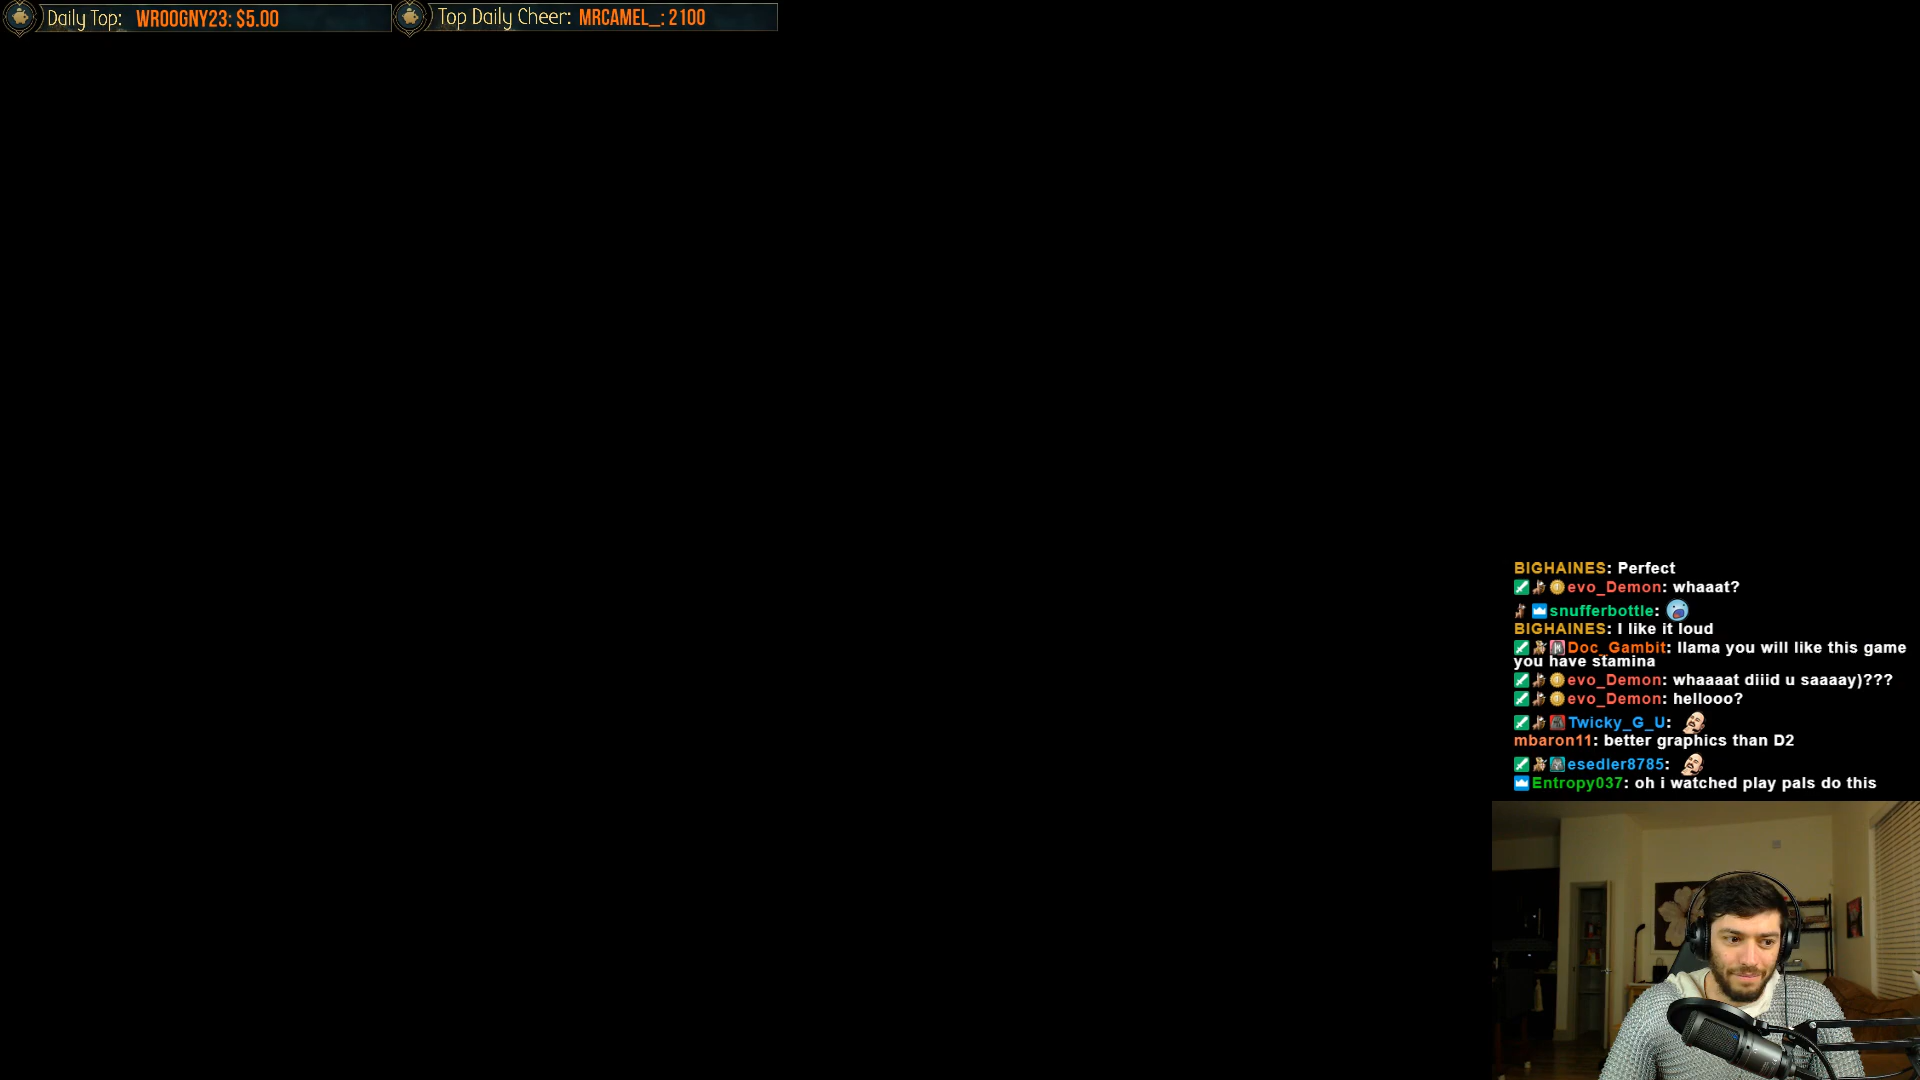 Daily Top: WROOGNY23: $5.00
Top Daily Cheer: MRCAMEL_: 2100
BIGHAINES: Perfect
evo_Demon: whaaat?
snufferbottle:
BIGHAINES: I like it loud
Doc_Gambit: llama you will like this game
you have stamina
evo_Demon: whaaaat diiid u saaaay)???
evo_Demon: hellooo?
Twicky_G_U:
mbaron11: better graphics than D2
esedler8785:
Entropy037: oh i watched play pals do this